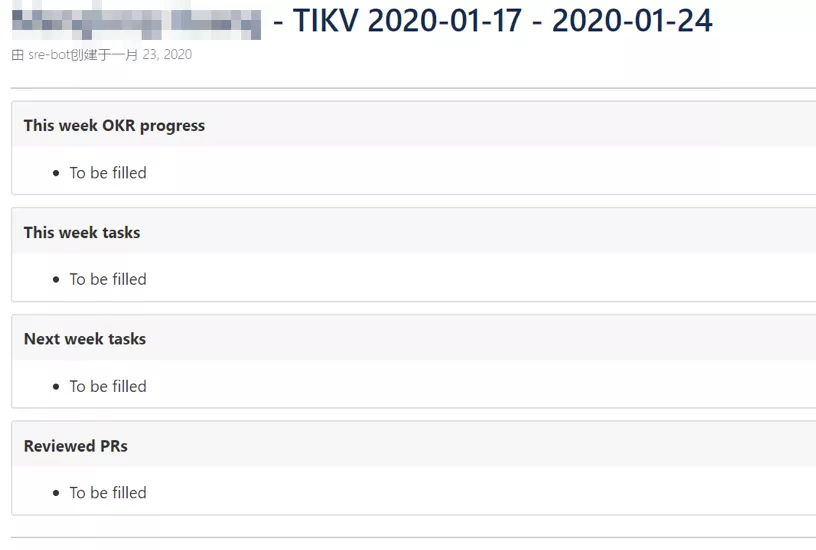 - TIKV 2020-01-17 - 2020-01-24
由 sre-bot创建于一月 23, 2020
This week OKR progress
• To be filled
This week tasks
• To be filled
Next week tasks
• To be filled
Reviewed PRs
• To be filled